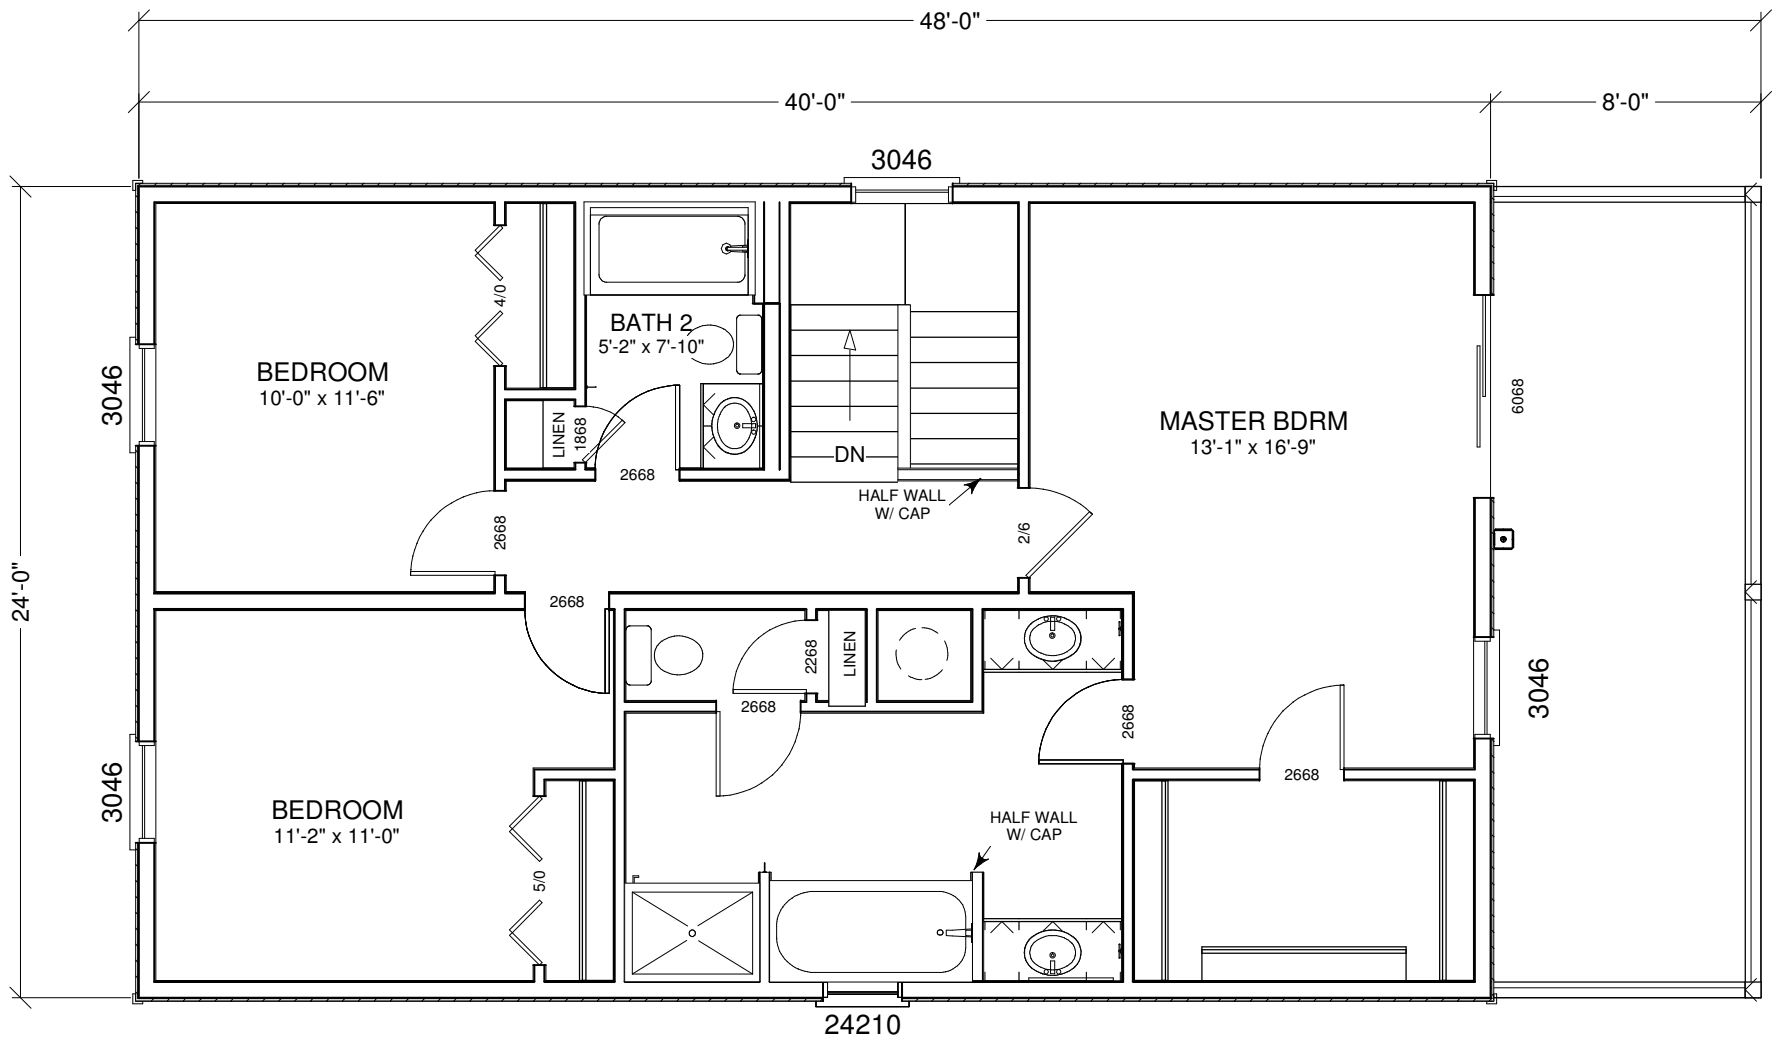 48'-0"
40'-0"
8'-0"
3046
24'-0"
3046
BEDROOM
10'-0" x 11'-6"
4/0
BATH 2
5'-2" x 7'-10"
LINEN
1868
2668
DN
HALF WALL
W/ CAP
MASTER BDRM
13'-1" x 16'-9"
6068
2668
2/6
2668
2268
LINEN
2668
2668
3046
3046
BEDROOM
11'-2" x 11'-0"
5/0
HALF WALL
W/ CAP
2668
24210